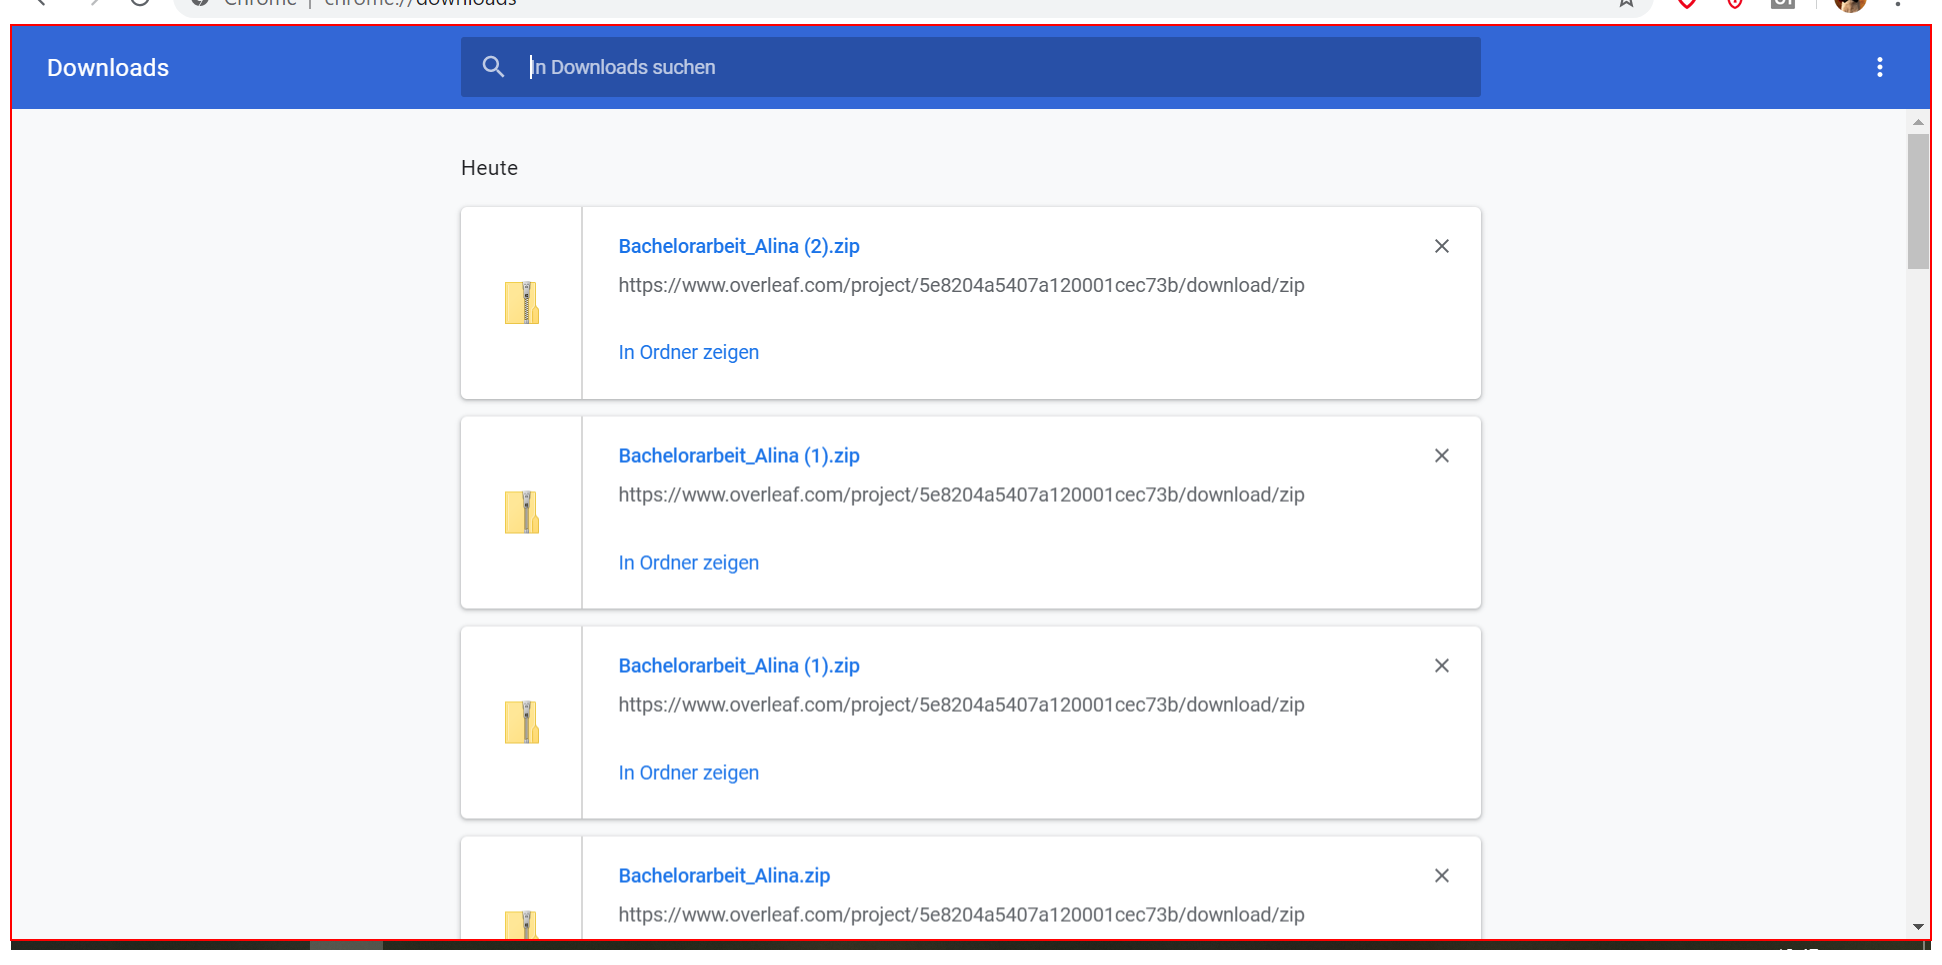 Chrome | chrome://downloads
Downloads
In Downloads suchen
Heute
Bachelorarbeit_Alina (2).zip
https://www.overleaf.com/project/5e8204a5407a120001cec73b/download/zip
In Ordner zeigen
Bachelorarbeit_Alina (1).zip
https://www.overleaf.com/project/5e8204a5407a120001cec73b/download/zip
In Ordner zeigen
Bachelorarbeit_Alina (1).zip
https://www.overleaf.com/project/5e8204a5407a120001cec73b/download/zip
In Ordner zeigen
Bachelorarbeit_Alina.zip
https://www.overleaf.com/project/5e8204a5407a120001cec73b/download/zip